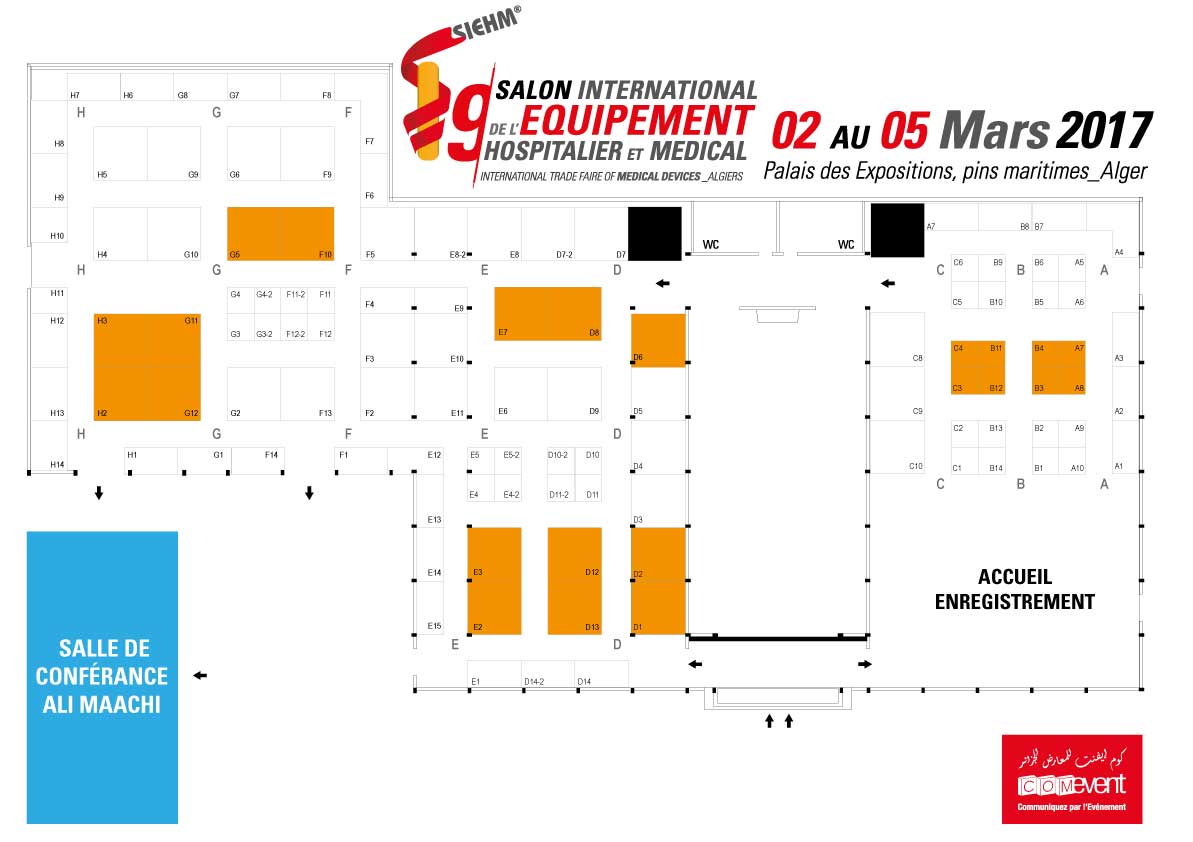 SIEHM®
19
SALON INTERNATIONAL
DE L'EQUIPEMENT
HOSPITALIER ET MEDICAL
INTERNATIONAL TRADE FAIRE OF MEDICAL DEVICES _ALGIERS
02 AU 05 Mars 2017
Palais des Expositions, pins maritimes_Alger
H7 H6 G8 G7 F8
H G F
H8 F7
H5 G9 G6 F9
H9 F6
H10 H4 G10 G5 F10 F5 E8-2 E8 D7-2 D7 WC WC A7 B8 B7 A4
H G F E D C B A
C6 B9 B6 A5
H11 G4 G4-2 F11-2 F11 F4 E9 C5 B10 B5 A6
H12 H3 G11 G3 G3-2 F12-2 F12 E7 D8
F3 E10 D6 C8 C4 B11 B4 A7 A3
C3 B12 B3 A8
H13 H2 G12 G2 F13 F2 E11 E6 D9 D5 C9 A2
H G F E D C2 B13 B2 A9
H14 H1 G1 F14 F1 E12 E5 E5-2 D10-2 D10 D4 C10 C1 B14 B1 A10 A1
E4 E4-2 D11-2 D11 C B A
E13 D3
E14 E3 D12 D2
E15 E2 D13 D1
E D
E1 D14-2 D14
ACCUEIL
ENREGISTREMENT
SALLE DE
CONFÉRANCE
ALI MAACHI
كوم ايفنت للمعارض الجزائر
COMevent
Communiquez par l'Evénement